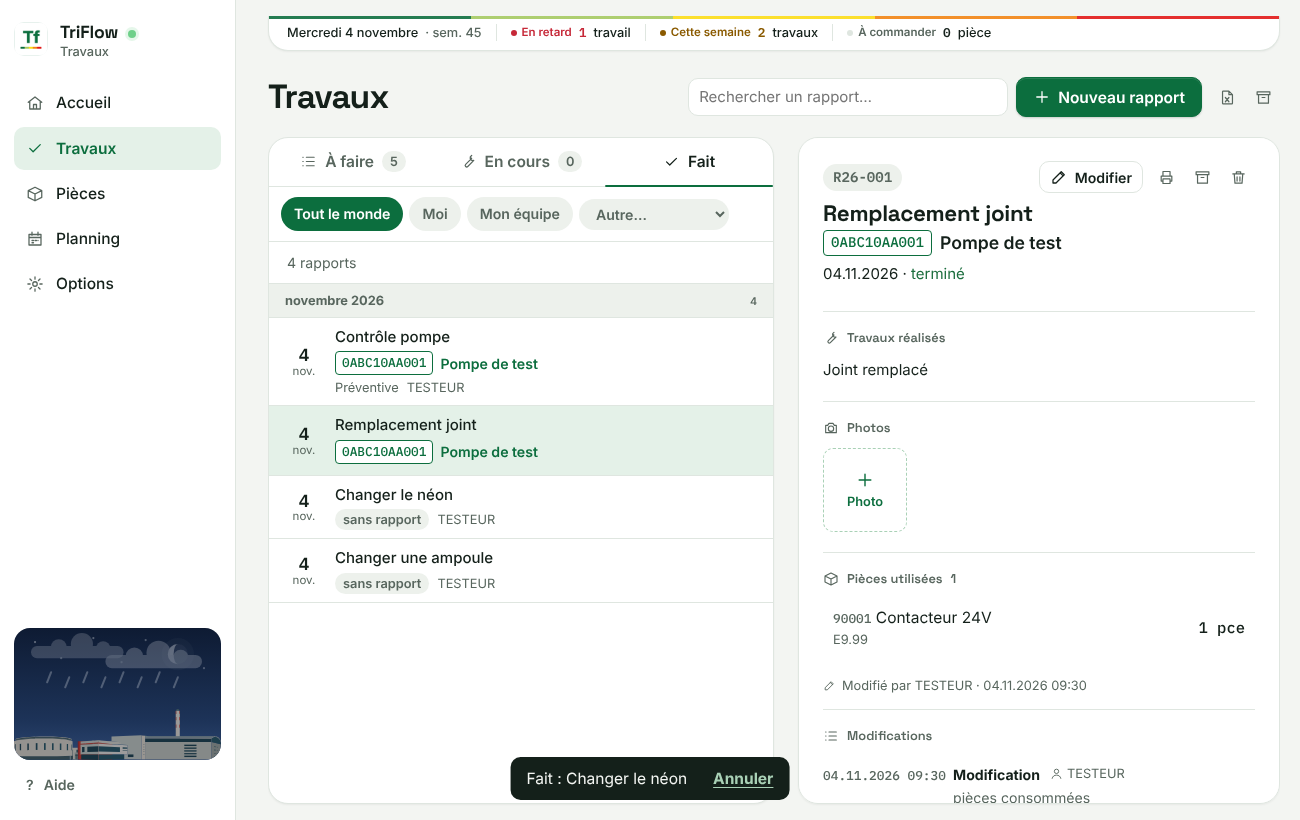 Tf TriFlow
Travaux
Accueil
Travaux
Pièces
Planning
Options
? Aide
Mercredi 4 novembre · sem. 45 En retard 1 travail Cette semaine 2 travaux À commander 0 pièce
Travaux
Rechercher un rapport...
+ Nouveau rapport
À faire 5 En cours 0 Fait
Tout le monde Moi Mon équipe Autre...
4 rapports
novembre 2026 4
4 nov.
Contrôle pompe
0ABC10AA001 Pompe de test
Préventive TESTEUR
4 nov.
Remplacement joint
0ABC10AA001 Pompe de test
4 nov.
Changer le néon
sans rapport TESTEUR
4 nov.
Changer une ampoule
sans rapport TESTEUR
Fait : Changer le néon Annuler
R26-001 Modifier
Remplacement joint
0ABC10AA001 Pompe de test
04.11.2026 · terminé
Travaux réalisés
Joint remplacé
Photos
+
Photo
Pièces utilisées 1
90001 Contacteur 24V
E9.99
1 pce
Modifié par TESTEUR · 04.11.2026 09:30
Modifications
04.11.2026 09:30 Modification TESTEUR
pièces consommées